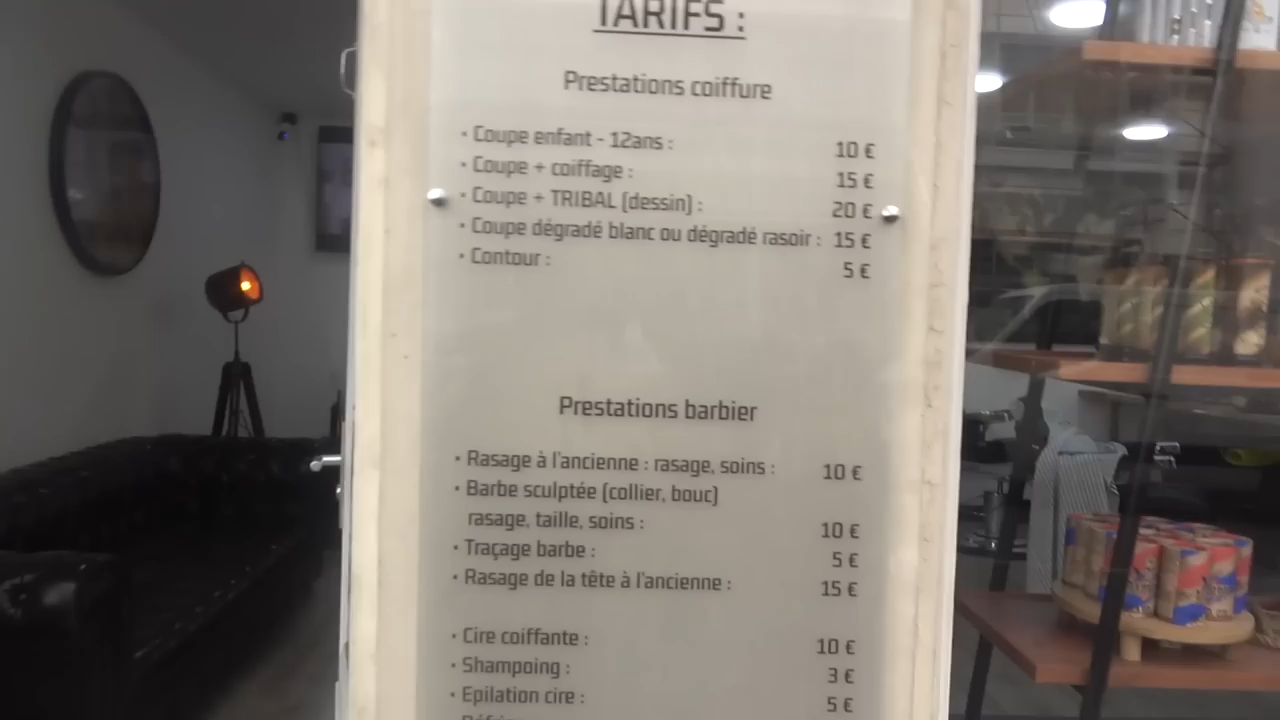 TARIFS :
Prestations coiffure
• Coupe enfant - 12ans : 10 €
• Coupe + coiffage : 15 €
• Coupe + TRIBAL (dessin) : 20 €
• Coupe dégradé blanc ou dégradé rasoir : 15 €
• Contour : 5 €
Prestations barbier
• Rasage à l'ancienne : rasage, soins : 10 €
• Barbe sculptée (collier, bouc)
rasage, taille, soins : 10 €
• Traçage barbe : 5 €
• Rasage de la tête à l'ancienne : 15 €
• Cire coiffante : 10 €
• Shampoing : 3 €
• Epilation cire : 5 €